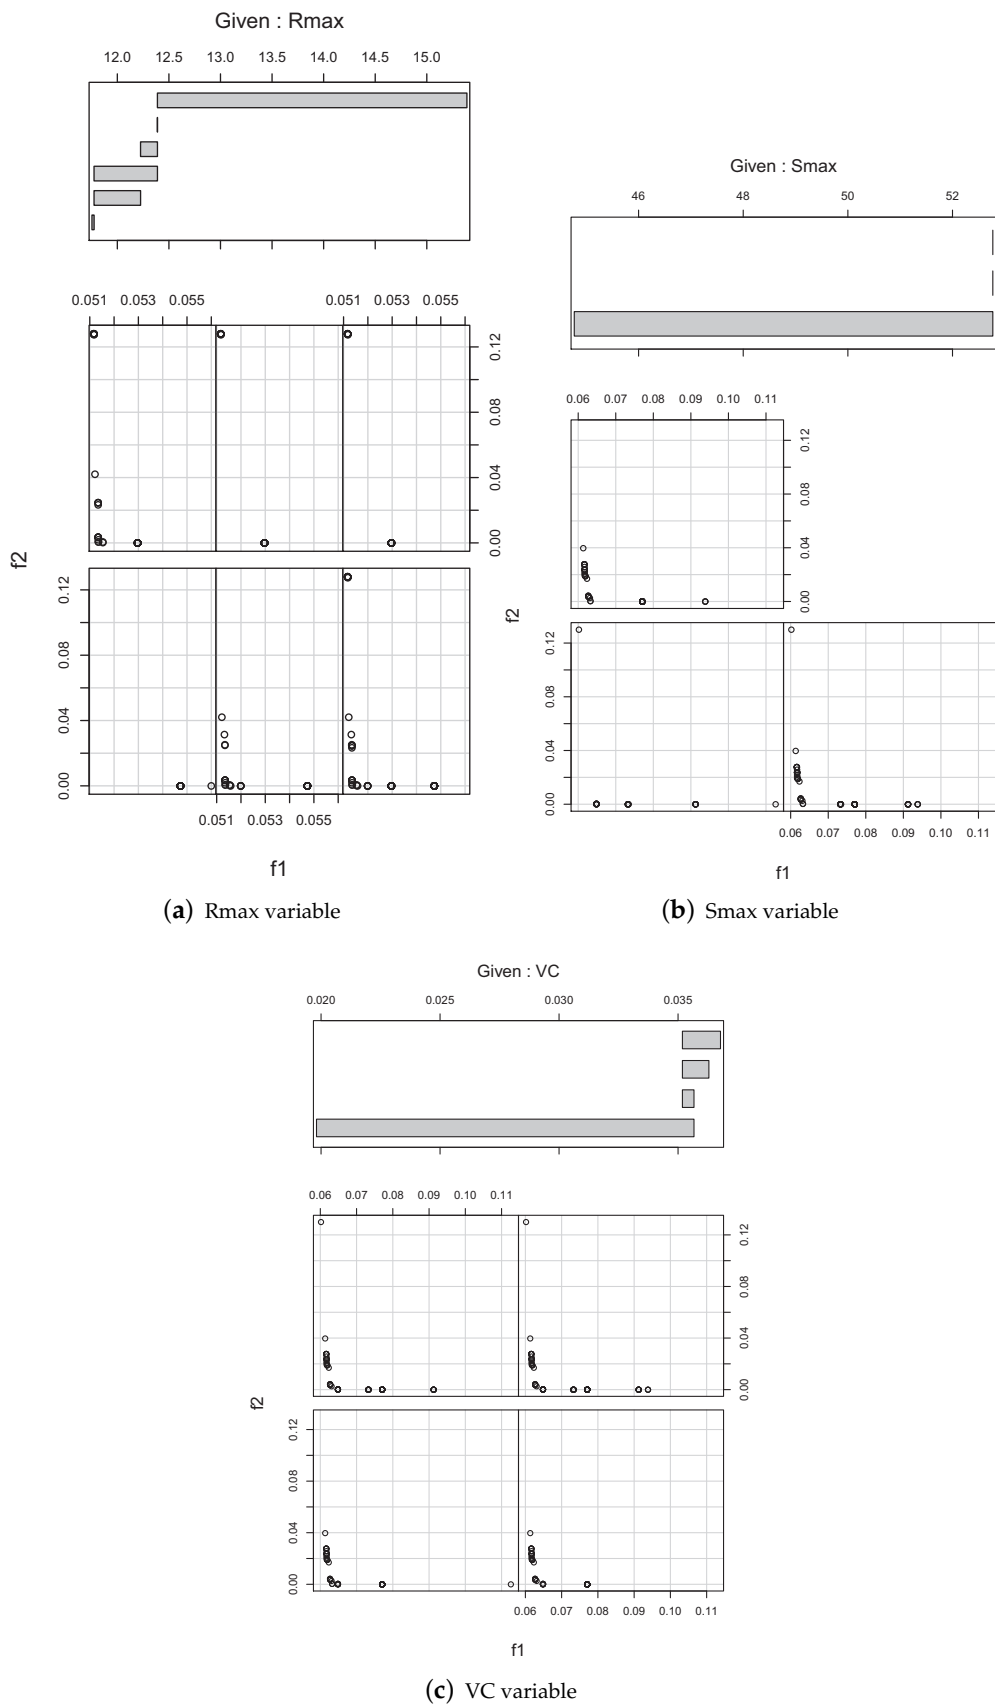 Given : Rmax
12.0 12.5 13.0 13.5 14.0 14.5 15.0
0.051 0.053 0.055 0.051 0.053 0.055
0.12
0.08
0.04
0.00
f2
0.12
0.08
0.04
0.00
0.051 0.053 0.055
f1
(a) Rmax variable
Given : Smax
46 48 50 52
0.06 0.07 0.08 0.09 0.10 0.11
0.12
0.08
0.04
0.00
f2
0.12
0.08
0.04
0.00
0.06 0.07 0.08 0.09 0.10 0.11
f1
(b) Smax variable
Given : VC
0.020 0.025 0.030 0.035
0.06 0.07 0.08 0.09 0.10 0.11
0.12
0.08
0.04
0.00
f2
0.12
0.08
0.04
0.00
0.06 0.07 0.08 0.09 0.10 0.11
f1
(c) VC variable